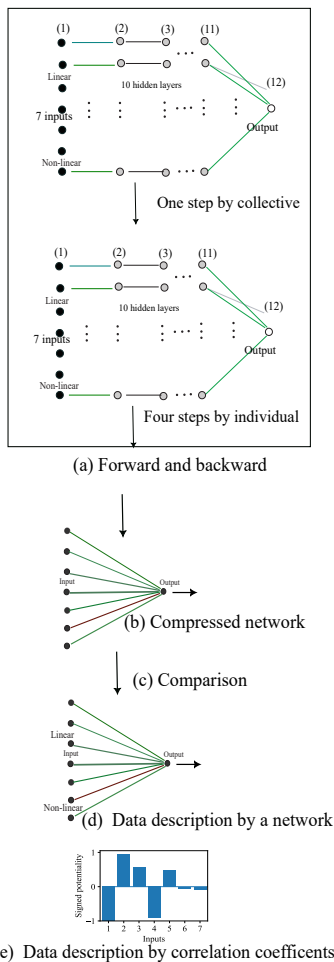 (1) (2) (3) (11)
Linear
(12)
10 hidden layers
7 inputs
Output
Non-linear
One step by collective
(1) (2) (3) (11)
Linear
(12)
10 hidden layers
7 inputs
Output
Non-linear
Four steps by individual
(a) Forward and backward
Input Output
(b) Compressed network
(c) Comparison
Linear
Input Output
Non-linear
(d) Data description by a network
1
0
−1
Signed potentiality
1 2 3 4 5 6 7
Inputs
e) Data description by correlation coefficents